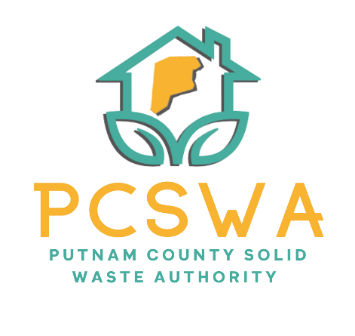 PCSWA
PUTNAM COUNTY SOLID
WASTE AUTHORITY